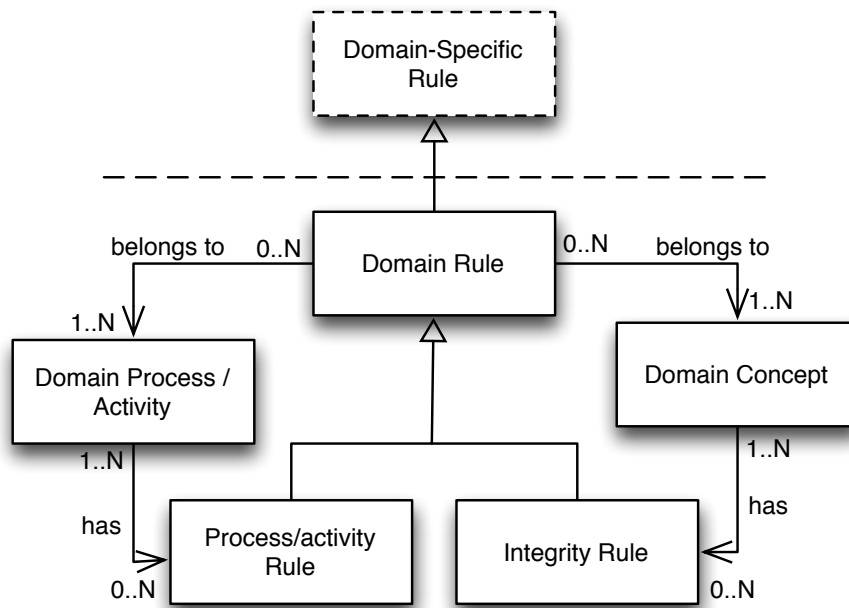 Domain-Specific
Rule
belongs to
0..N
Domain Rule
0..N
belongs to
1..N
1..N
Domain Process /
Activity
Domain Concept
1..N
1..N
has
Process/activity
Rule
Integrity Rule
has
0..N
0..N